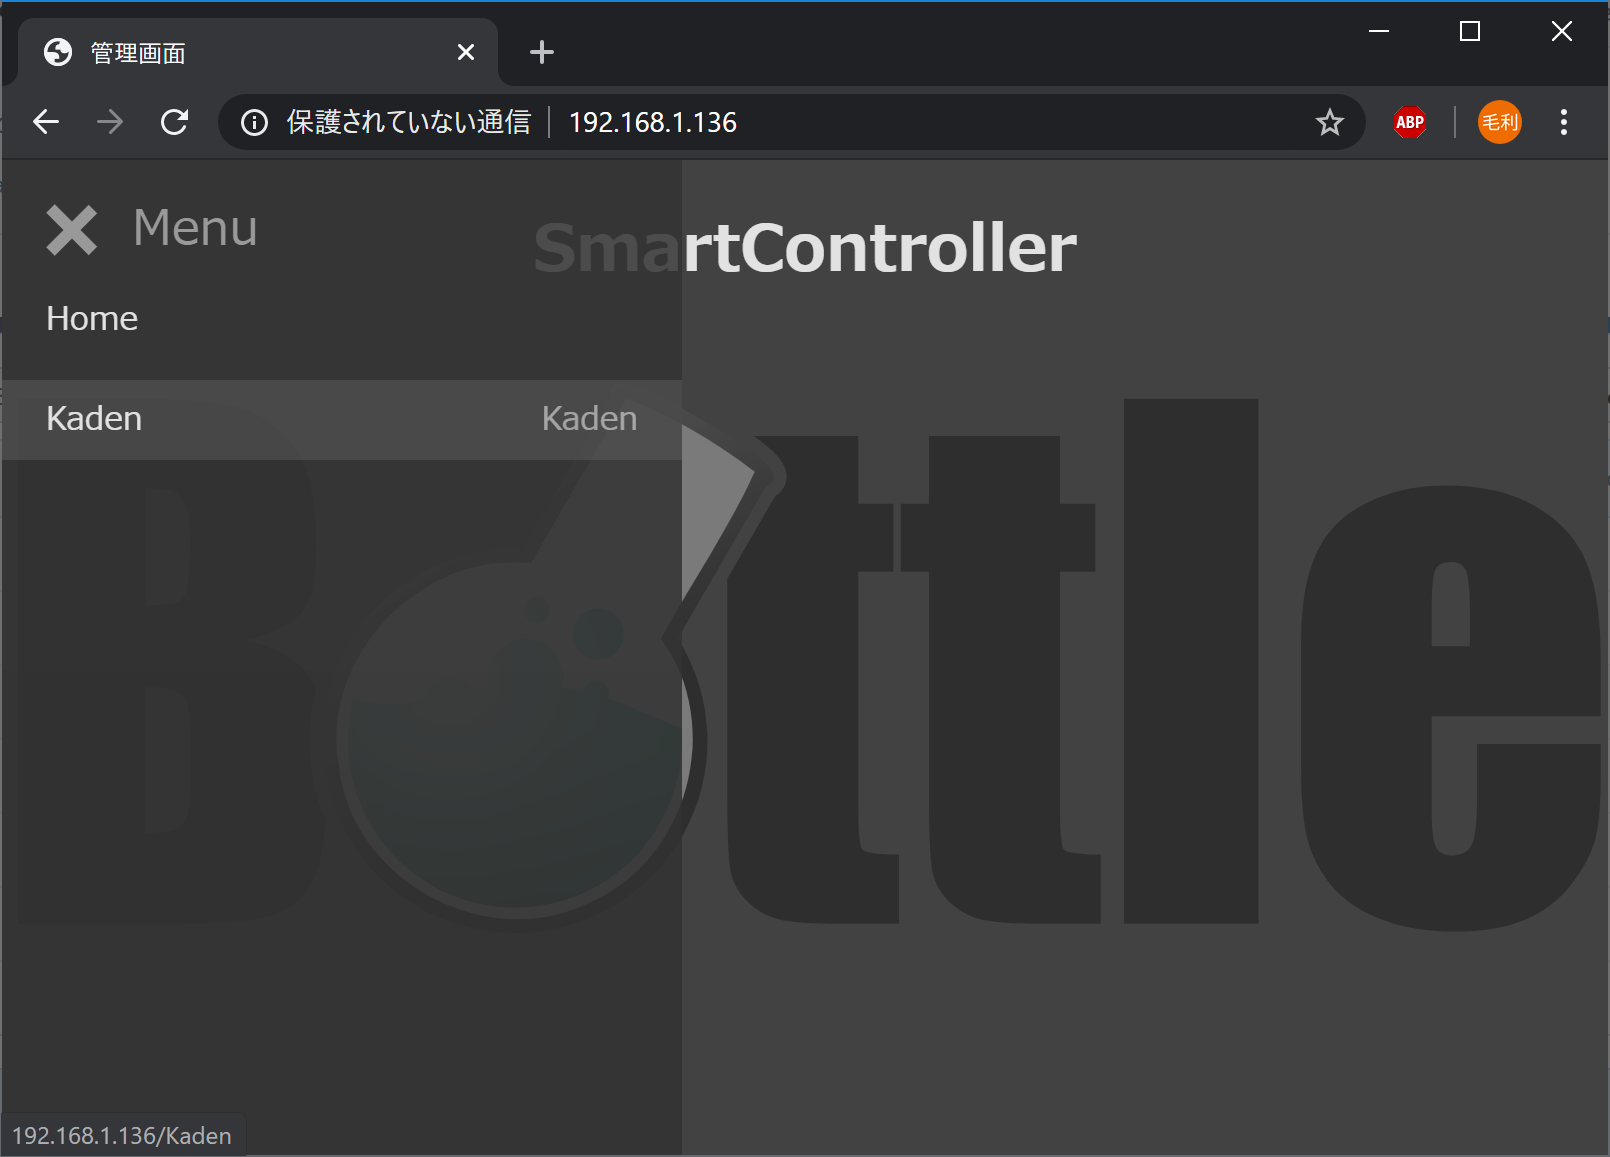 管理画面
保護されていない通信 192.168.1.136
ABP
毛利
Menu
SmartController
Home
Kaden Kaden
Bottle
192.168.1.136/Kaden